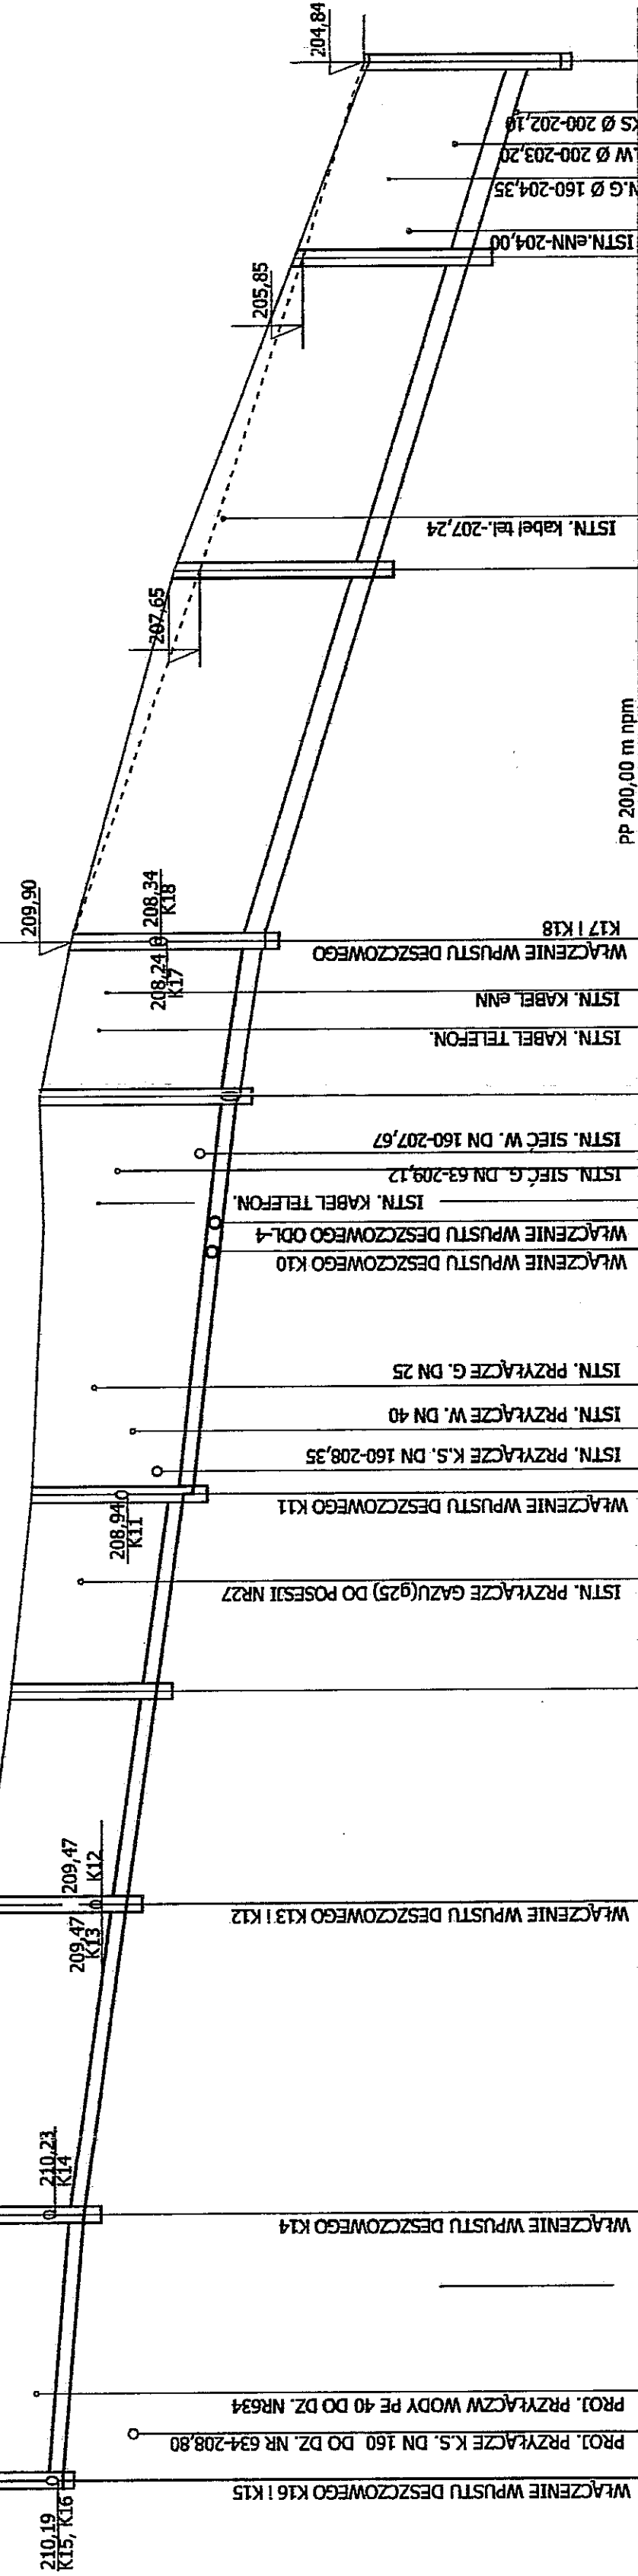 210,19
K15, K16
210,23
K14
209,47
K13
209,47
K12
208,94
K11
209,90
208,24
K17
208,34
K18
207,65
205,85
204,84
WŁĄCZENIE WPUSTU DESZCZOWEGO K16 i K15
PROJ. PRZYŁĄCZE K.S. DN 160 DO DZ. NR 634-208,80
PROJ. PRZYŁĄCZW WODY PE 40 DO DZ. NR634
WŁĄCZENIE WPUSTU DESZCZOWEGO K14
WŁĄCZENIE WPUSTU DESZCZOWEGO K13 i K12
ISTN. PRZYŁĄCZE GAZU(g25) DO POSESJI NR27
WŁĄCZENIE WPUSTU DESZCZOWEGO K11
ISTN. PRZYŁĄCZE K.S. DN 160-208,35
ISTN. PRZYŁĄCZE W. DN 40
ISTN. PRZYŁĄCZE G. DN 25
WŁĄCZENIE WPUSTU DESZCZOWEGO K10
WŁĄCZENIE WPUSTU DESZCZOWEGO ODL-4
ISTN. KABEL TELEFON.
ISTN. SIEĆ G. DN 63-209,12
ISTN. SIEĆ W. DN 160-207,67
ISTN. KABEL TELEFON.
ISTN. KABEL eNN
WŁĄCZENIE WPUSTU DESZCZOWEGO
K17 i K18
PP 200,00 m npm
ISTN. kabel tel.-207,24
ISTN.eNN-204,00
N.G Ø 160-204,35
.W Ø 200-203,20
KS Ø 200-202,10